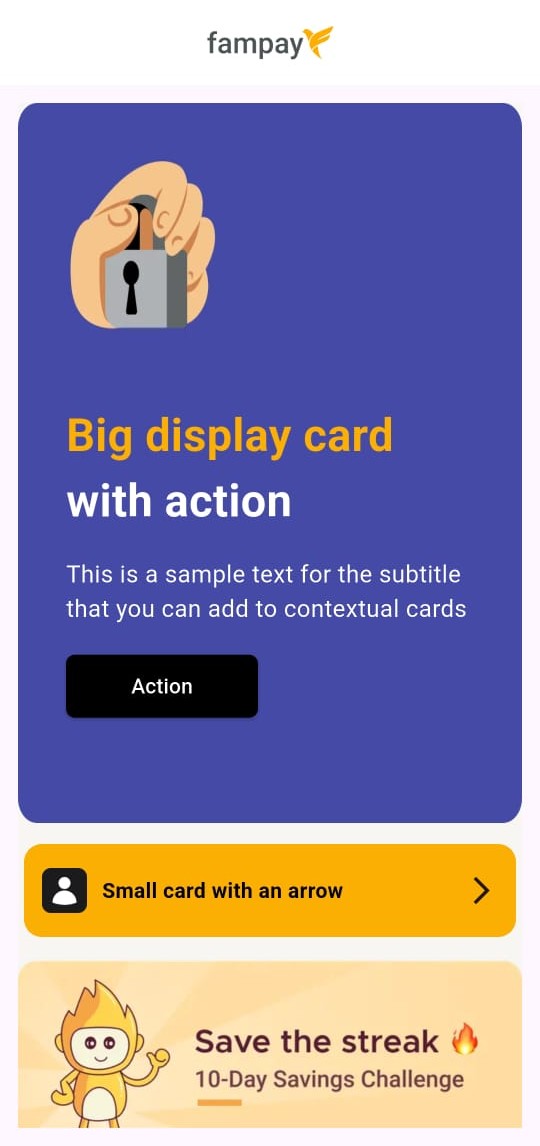 fampay
Big display card
with action
This is a sample text for the subtitle
that you can add to contextual cards
Action
Small card with an arrow
Save the streak 🔥
10-Day Savings Challenge